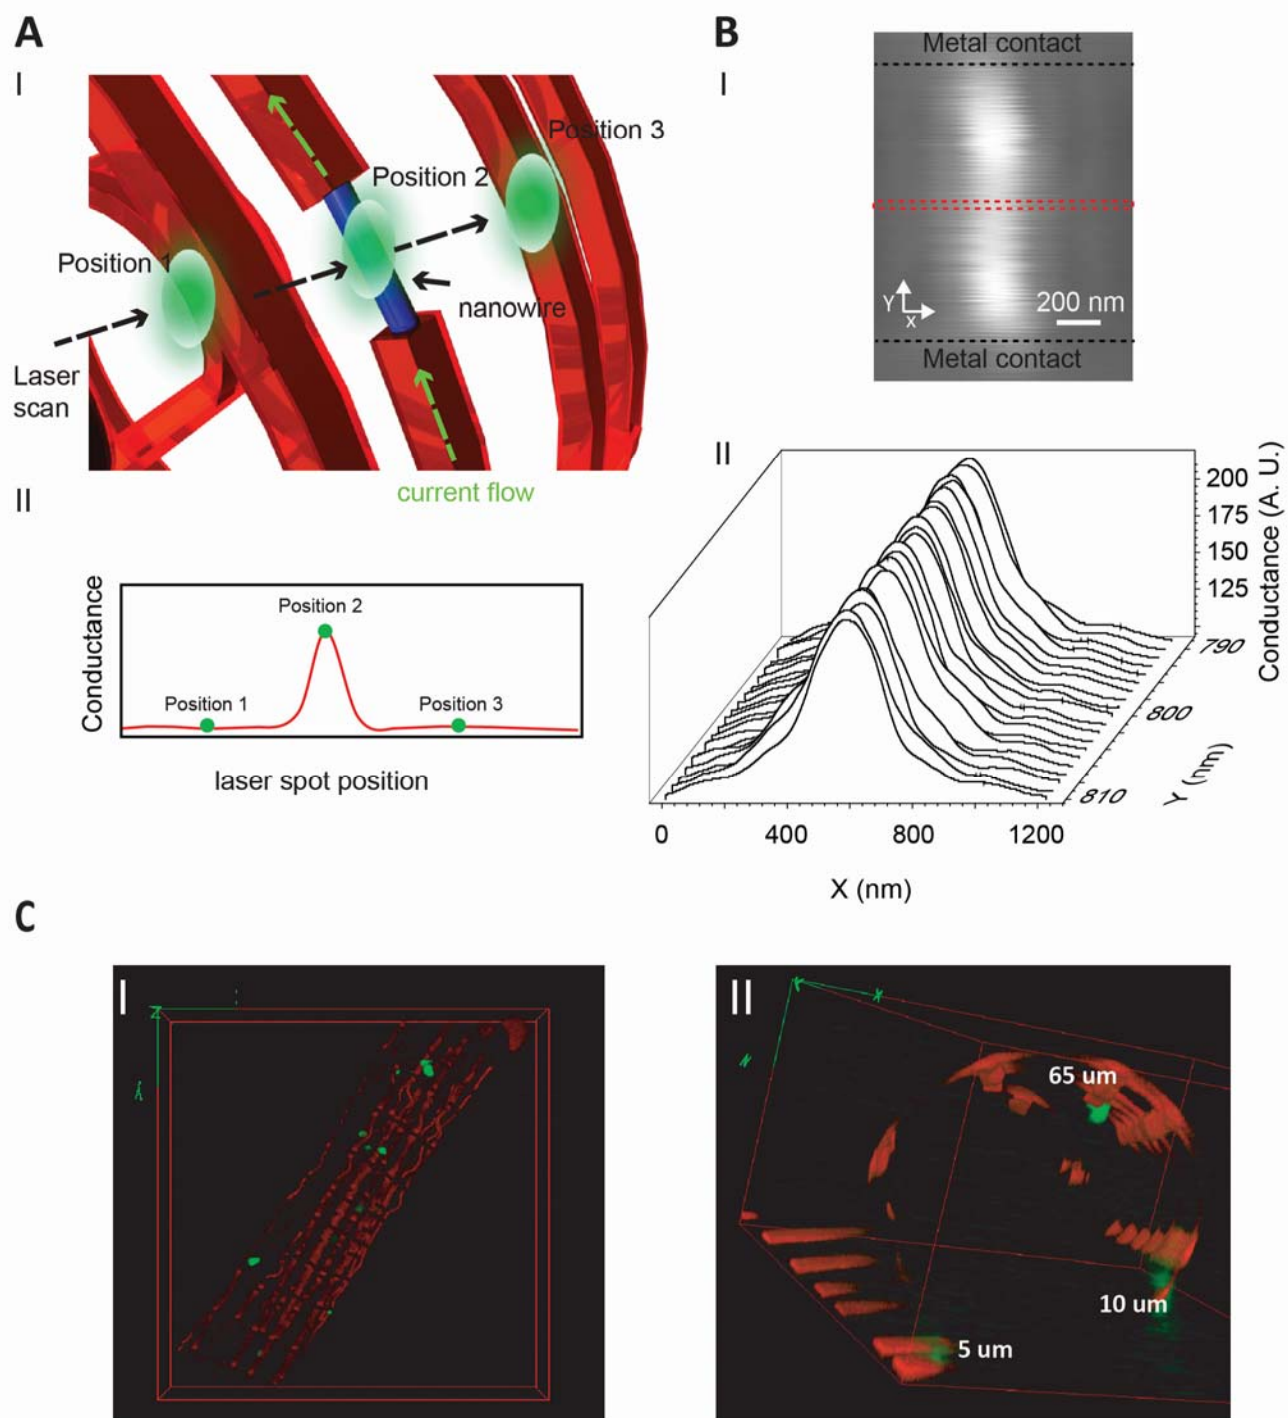 A
I
Position 3
Position 2
Position 1
nanowire
Laser
scan
current flow
II
Conductance
Position 2
Position 1
Position 3
laser spot position
B
I
Metal contact
Y
x
200 nm
Metal contact
II
200
175
150
125
Conductance (A. U.)
790
800
810
Y (nm)
0
400
800
1200
X (nm)
C
I
Z
Y
II
X
65 um
10 um
5 um